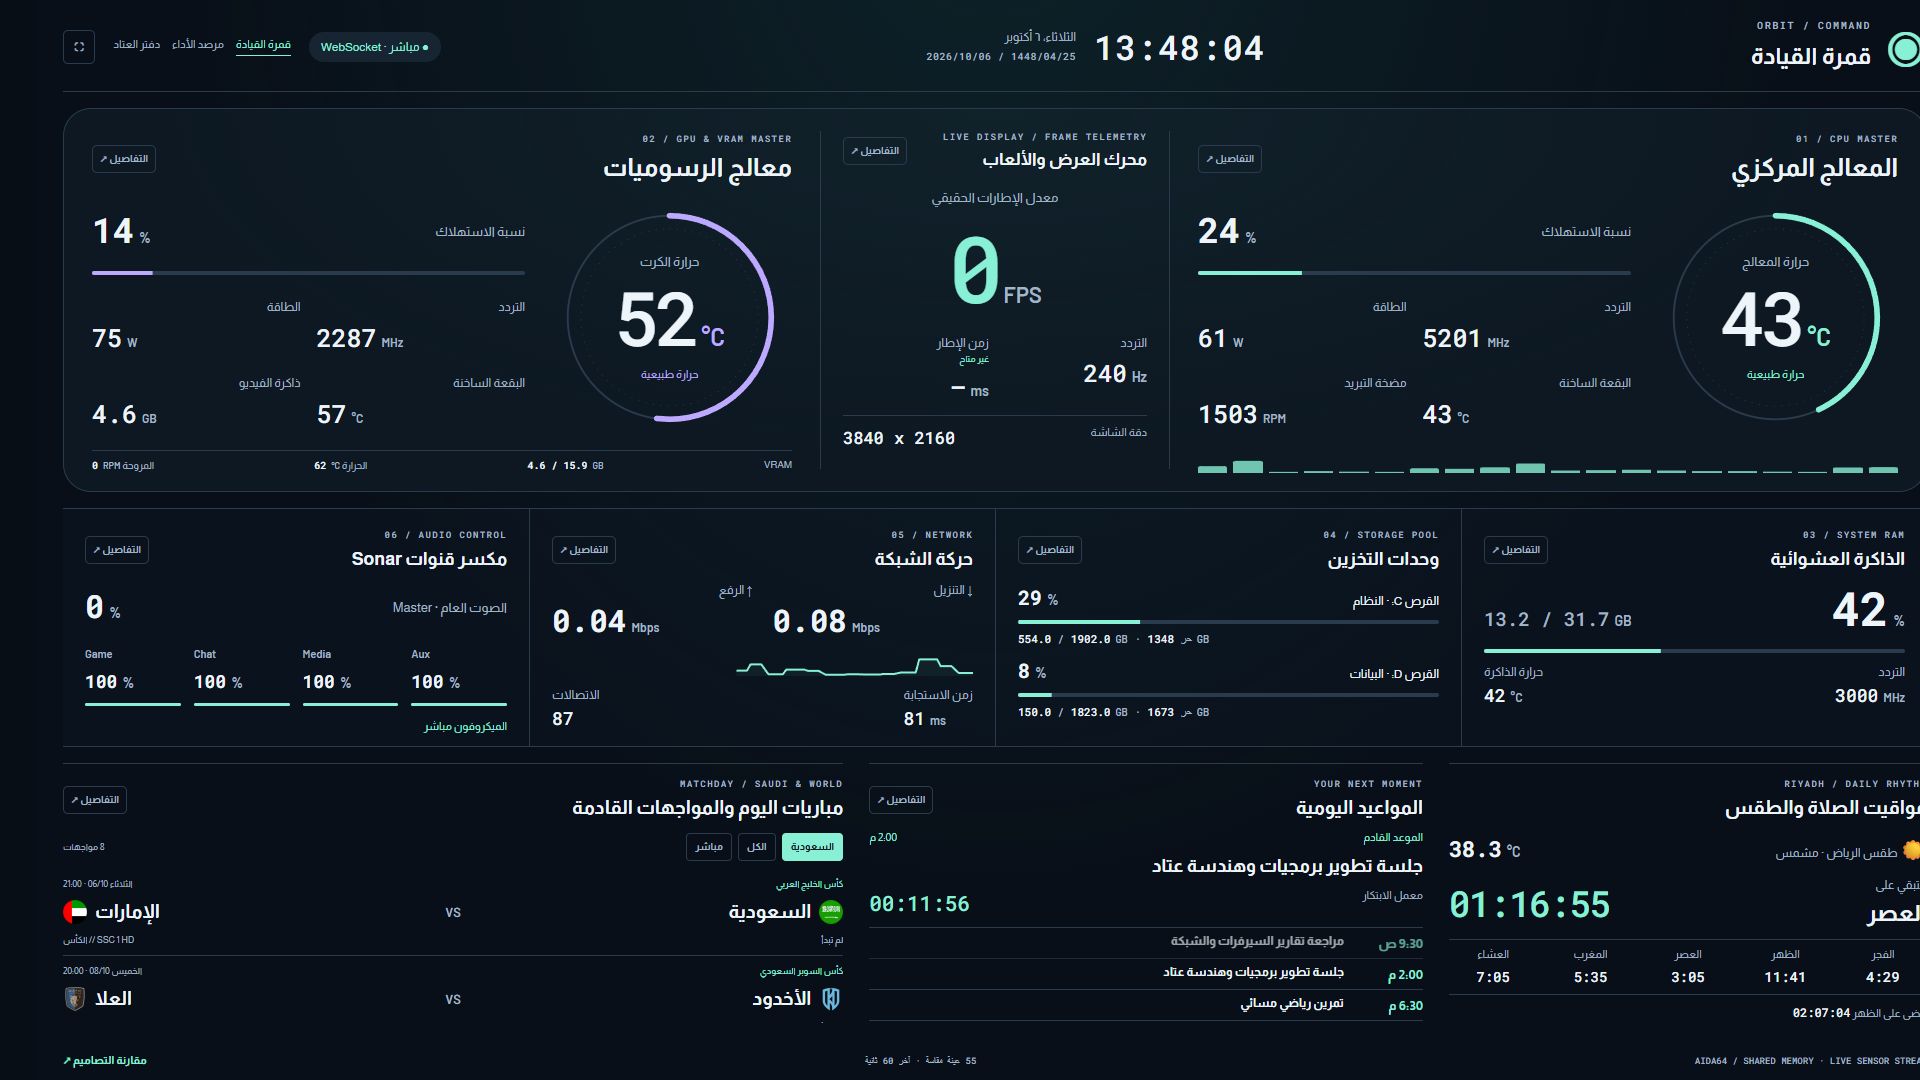 ORBIT / COMMAND
قمرة القيادة
13:48:04
الثلاثاء، ٦ أكتوبر
2026/10/06 / 1448/04/25
مباشر · WebSocket
قمرة القيادة
مرصد الأداء
دفتر العتاد
01 / CPU MASTER
المعالج المركزي
التفاصيل ↗
حرارة المعالج
43 °C
حرارة طبيعية
نسبة الاستهلاك
24 %
التردد
5201 MHz
الطاقة
61 W
البقعة الساخنة
43 °C
مضخة التبريد
1503 RPM
LIVE DISPLAY / FRAME TELEMETRY
محرك العرض والألعاب
التفاصيل ↗
معدل الإطارات الحقيقي
0 FPS
التردد
240 Hz
زمن الإطار
غير متاح
— ms
دقة الشاشة
3840 x 2160
02 / GPU & VRAM MASTER
معالج الرسوميات
التفاصيل ↗
حرارة الكرت
52 °C
حرارة طبيعية
نسبة الاستهلاك
14 %
التردد
2287 MHz
الطاقة
75 W
البقعة الساخنة
57 °C
ذاكرة الفيديو
4.6 GB
VRAM
4.6 / 15.9 GB
الحرارة 62 °C
المروحة 0 RPM
03 / SYSTEM RAM
الذاكرة العشوائية
التفاصيل ↗
42 %
13.2 / 31.7 GB
التردد
3000 MHz
حرارة الذاكرة
42 °C
04 / STORAGE POOL
وحدات التخزين
التفاصيل ↗
القرص C: · النظام
29 %
554.0 / 1902.0 GB · 1348 حر GB
القرص D: · البيانات
8 %
150.0 / 1823.0 GB · 1673 حر GB
05 / NETWORK
حركة الشبكة
التفاصيل ↗
↓ التنزيل
0.08 Mbps
↑ الرفع
0.04 Mbps
زمن الاستجابة
81 ms
الاتصالات
87
06 / AUDIO CONTROL
مكسر قنوات Sonar
التفاصيل ↗
الصوت العام · Master
0 %
Game
100 %
Chat
100 %
Media
100 %
Aux
100 %
الميكروفون مباشر
RIYADH / DAILY RHYTH
مواقيت الصلاة والطقس
طقس الرياض · مشمس
38.3 °C
تبقي على
العصر
01:16:55
الفجر
4:29
الظهر
11:41
العصر
3:05
المغرب
5:35
العشاء
7:05
ضى على الظهر 02:07:04
YOUR NEXT MOMENT
المواعيد اليومية
التفاصيل ↗
الموعد القادم
2:00 م
جلسة تطوير برمجيات وهندسة عتاد
معمل الابتكار
00:11:56
9:30 ص مراجعة تقارير السيرفرات والشبكة
2:00 م جلسة تطوير برمجيات وهندسة عتاد
6:30 م تمرين رياضي مسائي
MATCHDAY / SAUDI & WORLD
مباريات اليوم والمواجهات القادمة
التفاصيل ↗
السعودية
الكل
مباشر
8 مواجهات
كأس الخليج العربي
الثلاثاء 06/10 · 21:00
السعودية VS الإمارات
لم تبدأ
SSC 1 HD // الكأس
كأس السوبر السعودي
الخميس 08/10 · 20:00
الأخدود VS العلا
AIDA64 / SHARED MEMORY · LIVE SENSOR STREA
55 عينة مقاسة · آخر 60 ثانية
مقارنة التصاميم ↗